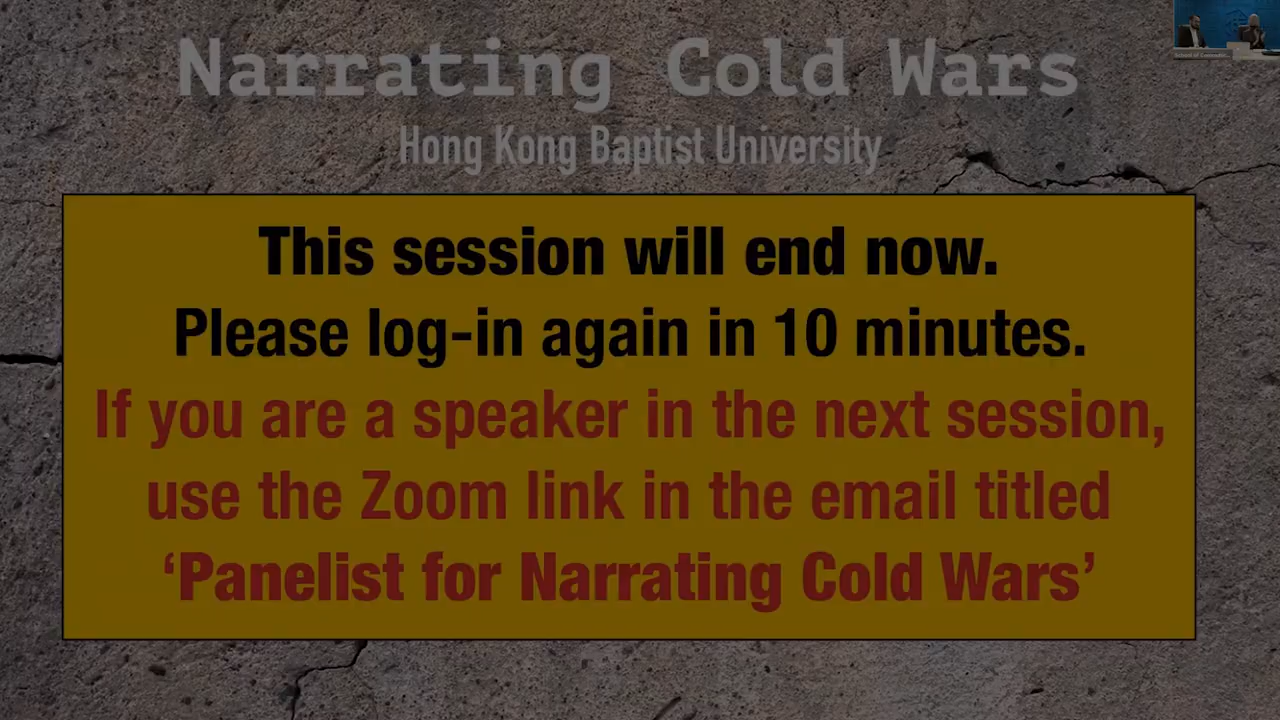 Narrating Cold Wars
Hong Kong Baptist University
This session will end now.
Please log-in again in 10 minutes.
If you are a speaker in the next session,
use the Zoom link in the email titled
‘Panelist for Narrating Cold Wars’